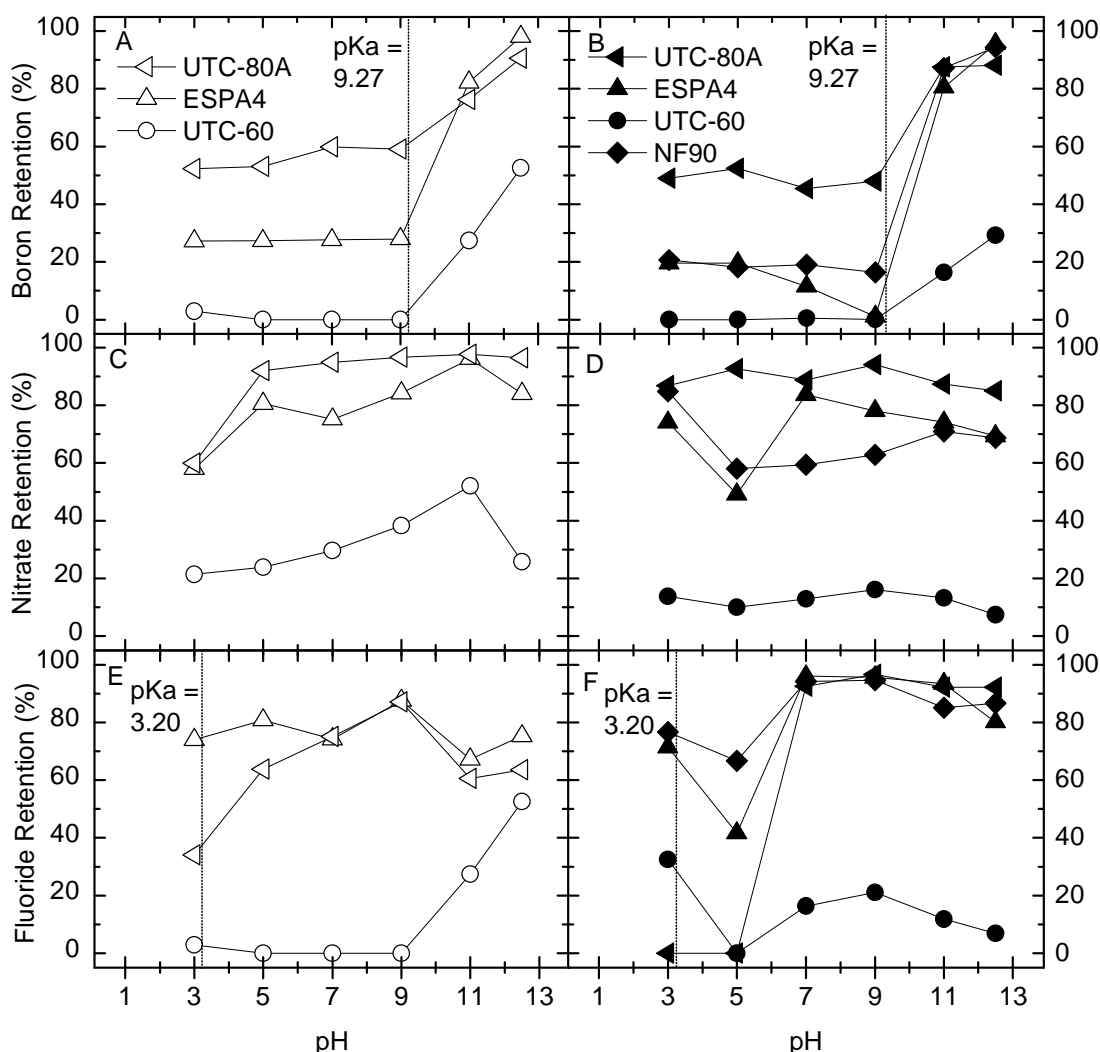 A
pKa =
9.27
UTC-80A
ESPA4
UTC-60
B
pKa =
9.27
UTC-80A
ESPA4
UTC-60
NF90
100
80
60
40
20
0
Boron Retention (%)
100
80
60
40
20
0
C
D
100
80
60
40
20
0
Nitrate Retention (%)
100
80
60
40
20
0
E
pKa =
3.20
F
pKa =
3.20
100
80
60
40
20
0
Fluoride Retention (%)
100
80
60
40
20
0
1 3 5 7 9 11 13
1 3 5 7 9 11 13
pH
pH